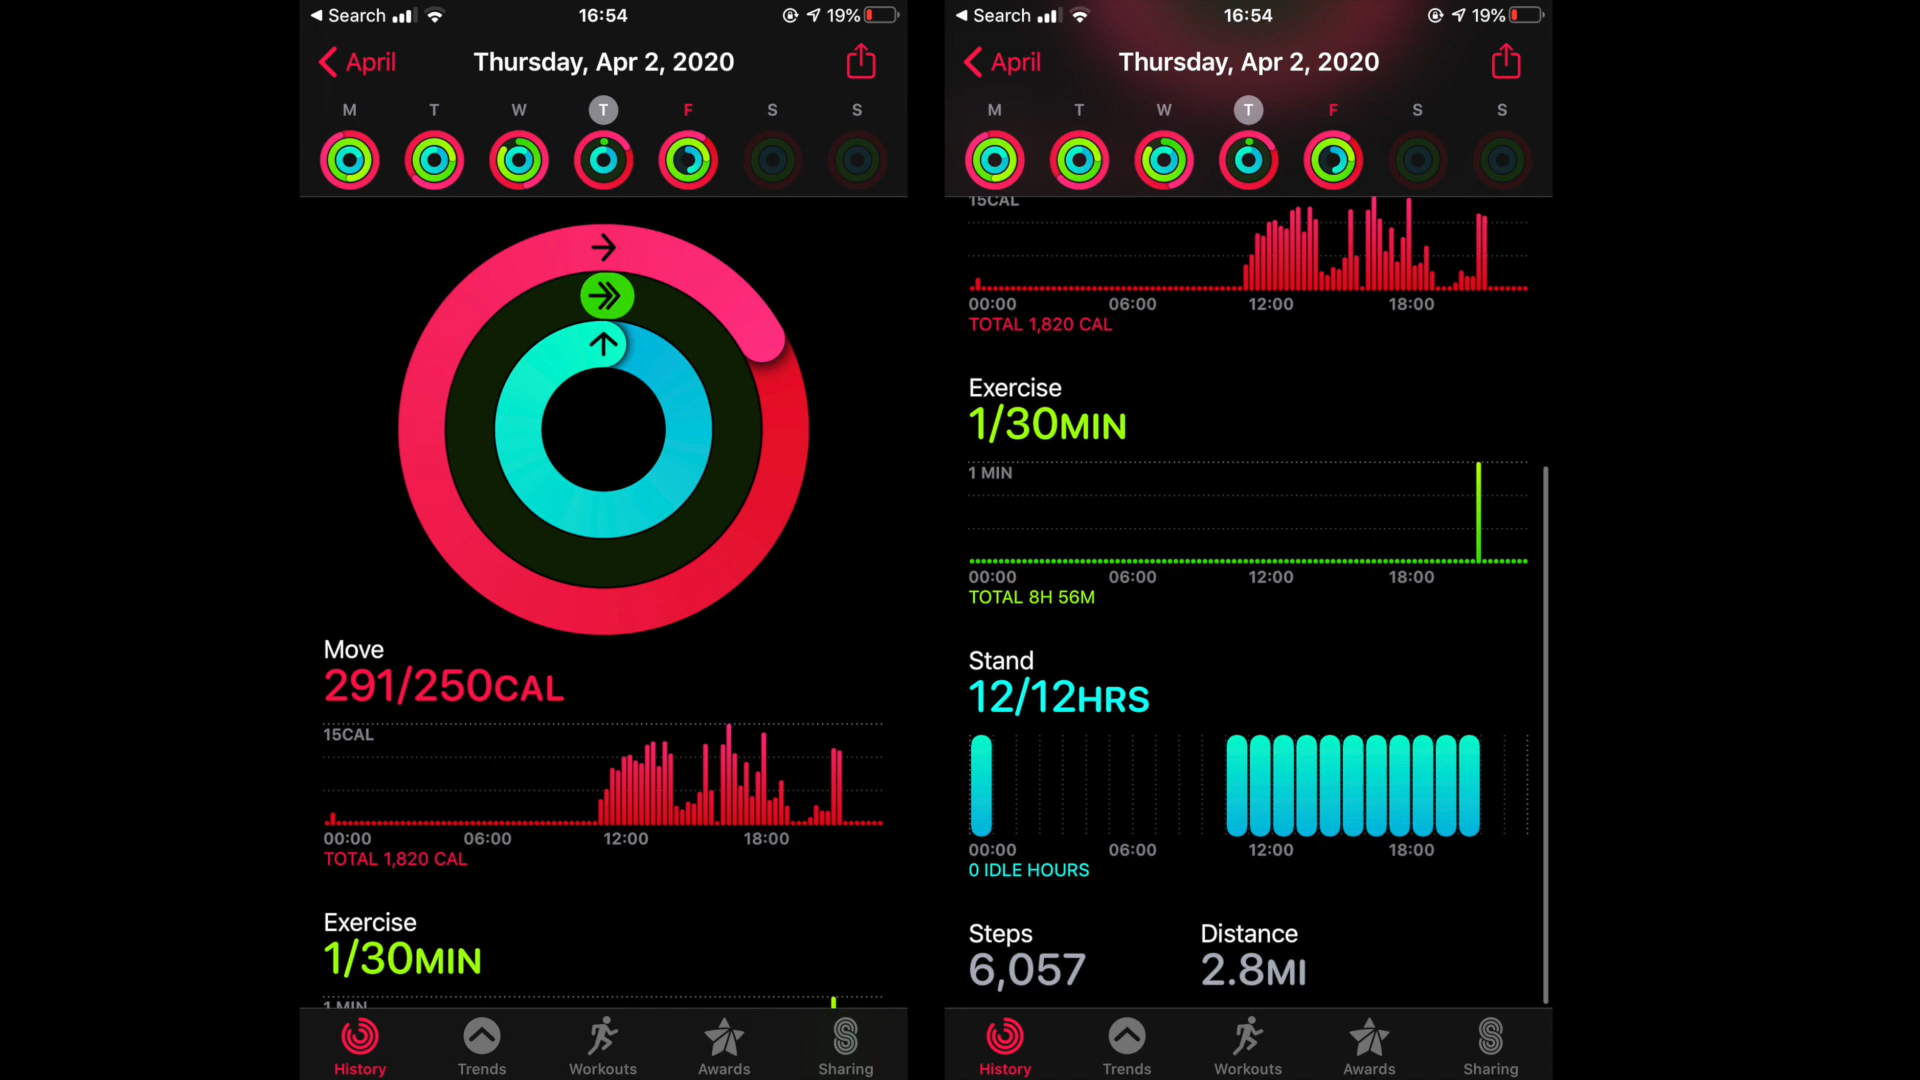 Search 16:54 19%
April Thursday, Apr 2, 2020
M T W T F S S
Move
291/250CAL
15CAL
00:00 06:00 12:00 18:00
TOTAL 1,820 CAL
Exercise
1/30MIN
1 MIN
History Trends Workouts Awards Sharing
Search 16:54 19%
April Thursday, Apr 2, 2020
M T W T F S S
15CAL
00:00 06:00 12:00 18:00
TOTAL 1,820 CAL
Exercise
1/30MIN
1 MIN
00:00 06:00 12:00 18:00
TOTAL 8H 56M
Stand
12/12HRS
00:00 06:00 12:00 18:00
0 IDLE HOURS
Steps Distance
6,057 2.8MI
History Trends Workouts Awards Sharing